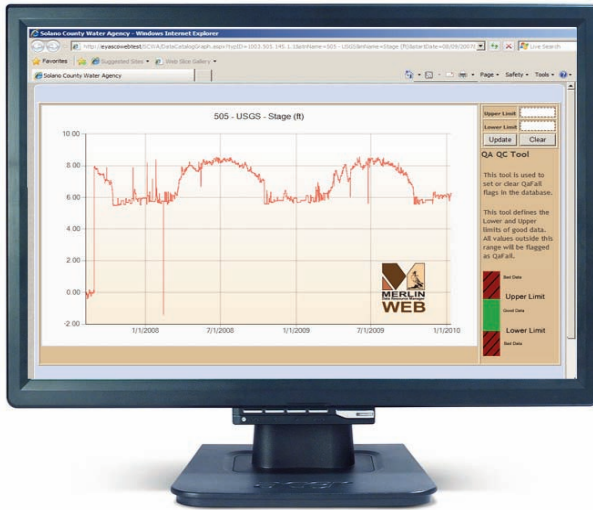 Solano County Water Agency - Windows Internet Explorer
Live Search
Favorites Suggested Sites Web Slice Gallery
Solano County Water Agency
Page Safety Tools
505 - USGS - Stage (ft)
10.00
8.00
6.00
4.00
2.00
0.00
-2.00
1/1/2008 7/1/2008 1/1/2009 7/1/2009 1/1/2010
MERLIN
WEB
Upper Limit
Lower Limit
Update Clear
QA QC Tool
This tool is used to
set or clear QaFail
flags in the database.
This tool defines the
Lower and Upper
limits of good data.
All values outside this
range will be flagged
as QaFail.
Bad Data
Upper Limit
Good Data
Lower Limit
Bad Data
acer